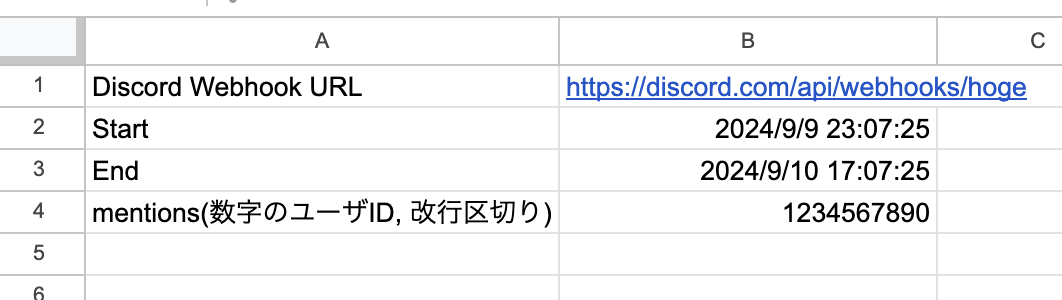 A B C
1 Discord Webhook URL https://discord.com/api/webhooks/hoge
2 Start 2024/9/9 23:07:25
3 End 2024/9/10 17:07:25
4 mentions(数字のユーザID, 改行区切り) 1234567890
5
6